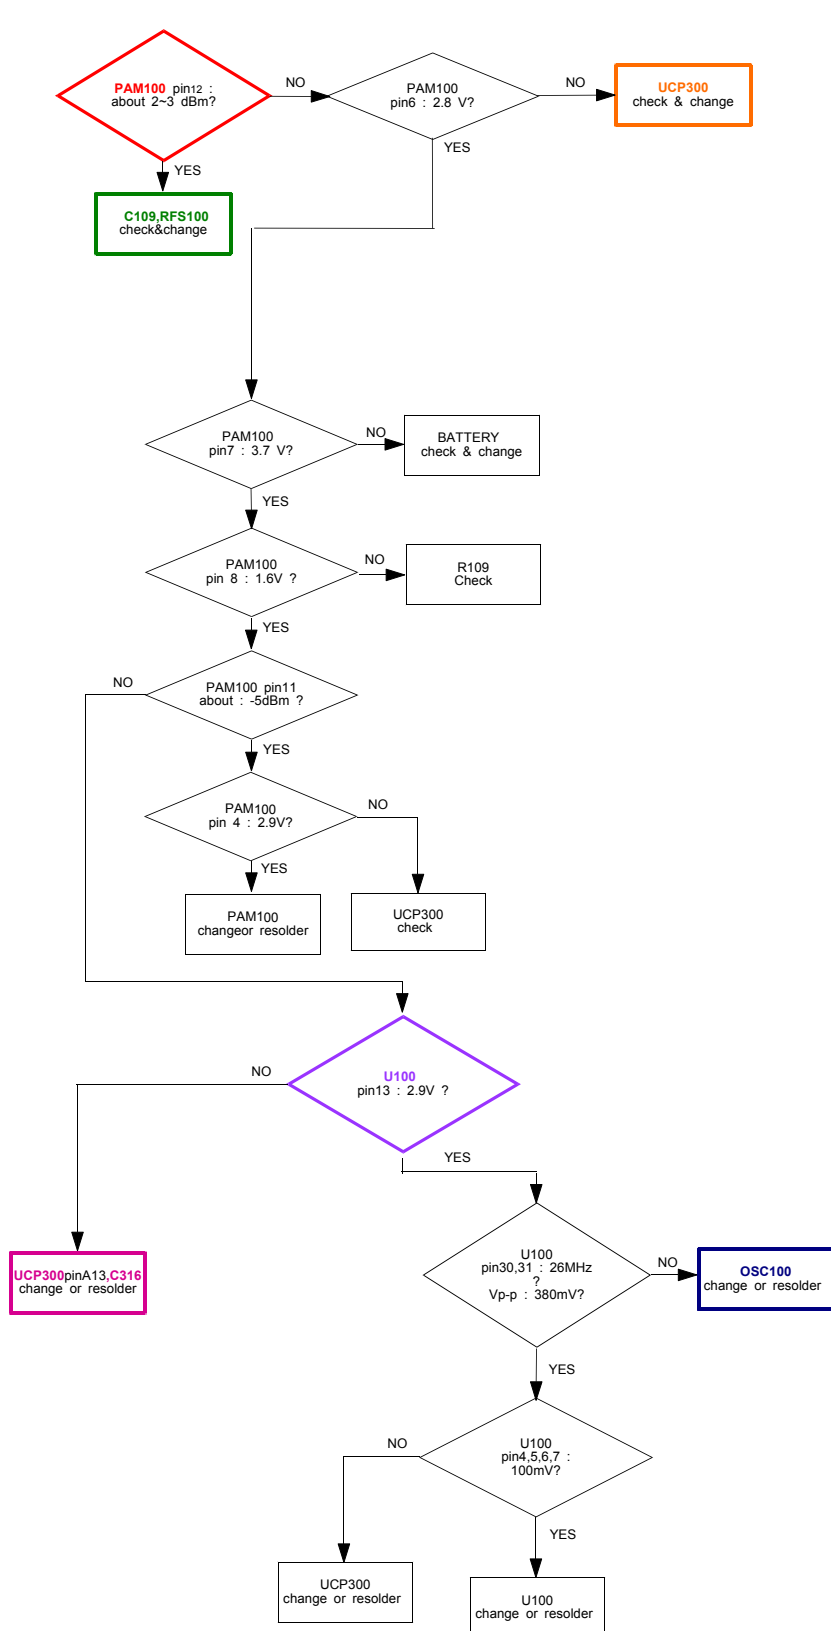 PAM100 pin12 :
about 2~3 dBm?
NO
PAM100
pin6 : 2.8 V?
NO
UCP300
check & change
YES
YES
C109,RFS100
check&change
PAM100
pin7 : 3.7 V?
NO
BATTERY
check & change
YES
PAM100
pin 8 : 1.6V ?
NO
R109
Check
YES
NO
PAM100 pin11
about : -5dBm ?
YES
PAM100
pin 4 : 2.9V?
NO
YES
PAM100
changeor resolder
UCP300
check
NO
U100
pin13 : 2.9V ?
YES
UCP300pinA13,C316
change or resolder
U100
pin30,31 : 26MHz
?
Vp-p : 380mV?
NO
OSC100
change or resolder
YES
NO
U100
pin4,5,6,7 :
100mV?
YES
UCP300
change or resolder
U100
change or resolder